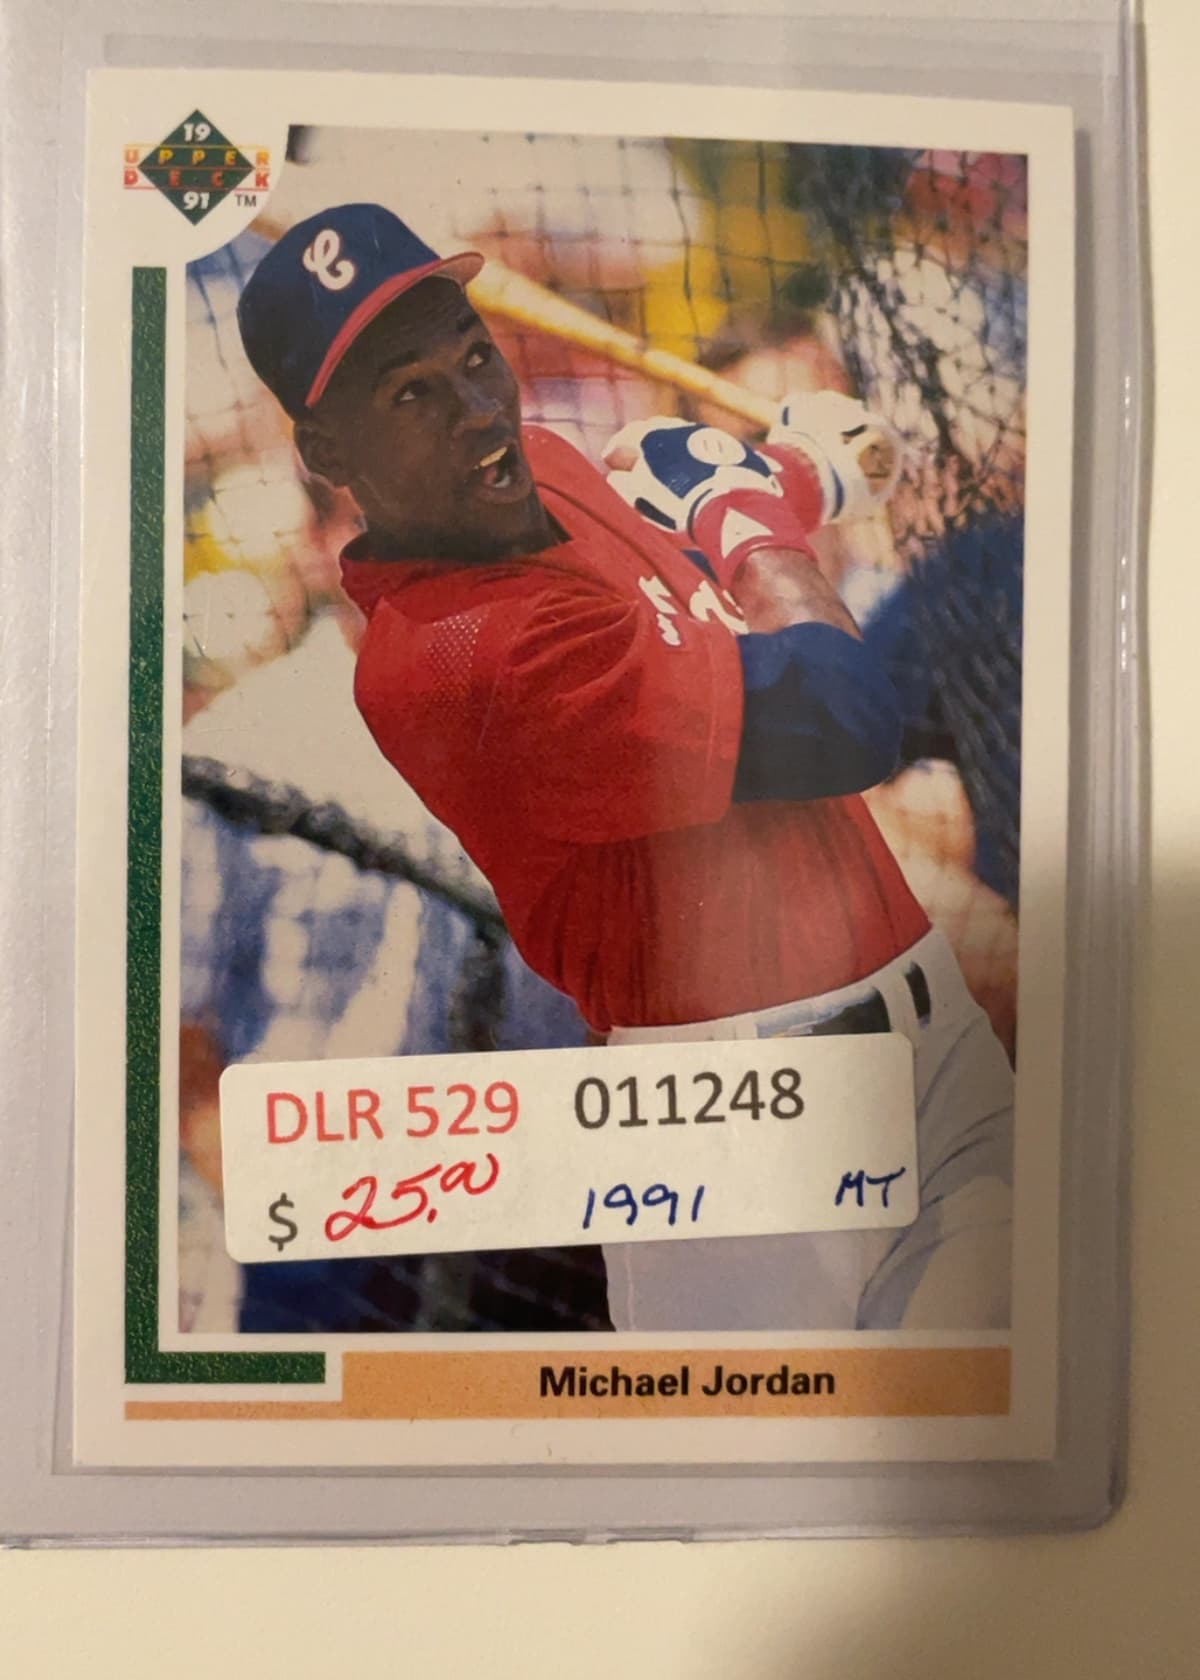 19
UPPER
DECK
91 TM
C
DLR 529 011248
$ 25.00 1991 MT
Michael Jordan